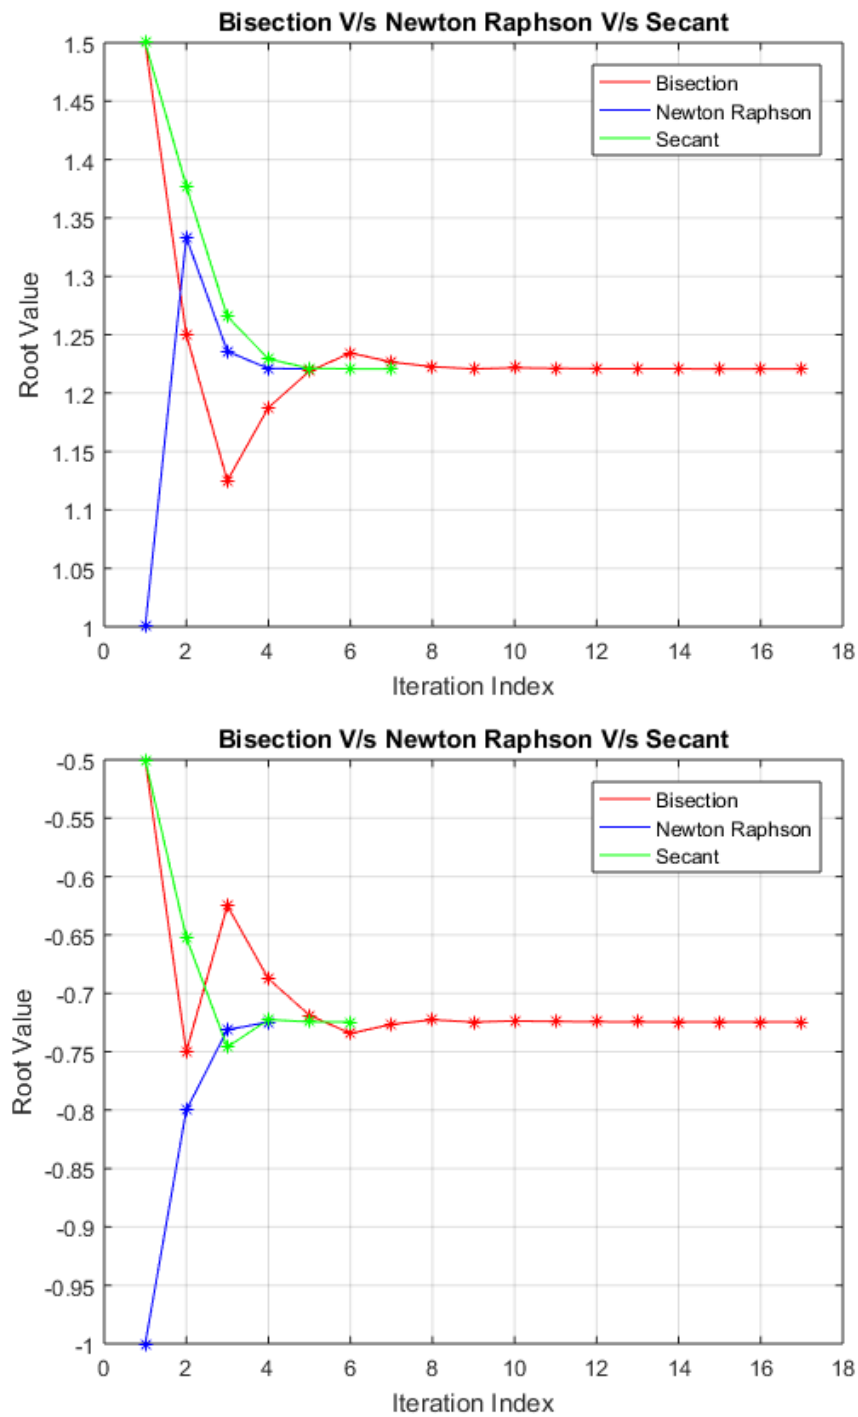 Bisection V/s Newton Raphson V/s Secant
1.5
1.45
1.4
1.35
1.3
1.25
1.2
1.15
1.1
1.05
1
Root Value
Bisection
Newton Raphson
Secant
0 2 4 6 8 10 12 14 16 18
Iteration Index
Bisection V/s Newton Raphson V/s Secant
-0.5
-0.55
-0.6
-0.65
-0.7
-0.75
-0.8
-0.85
-0.9
-0.95
-1
Root Value
Bisection
Newton Raphson
Secant
0 2 4 6 8 10 12 14 16 18
Iteration Index